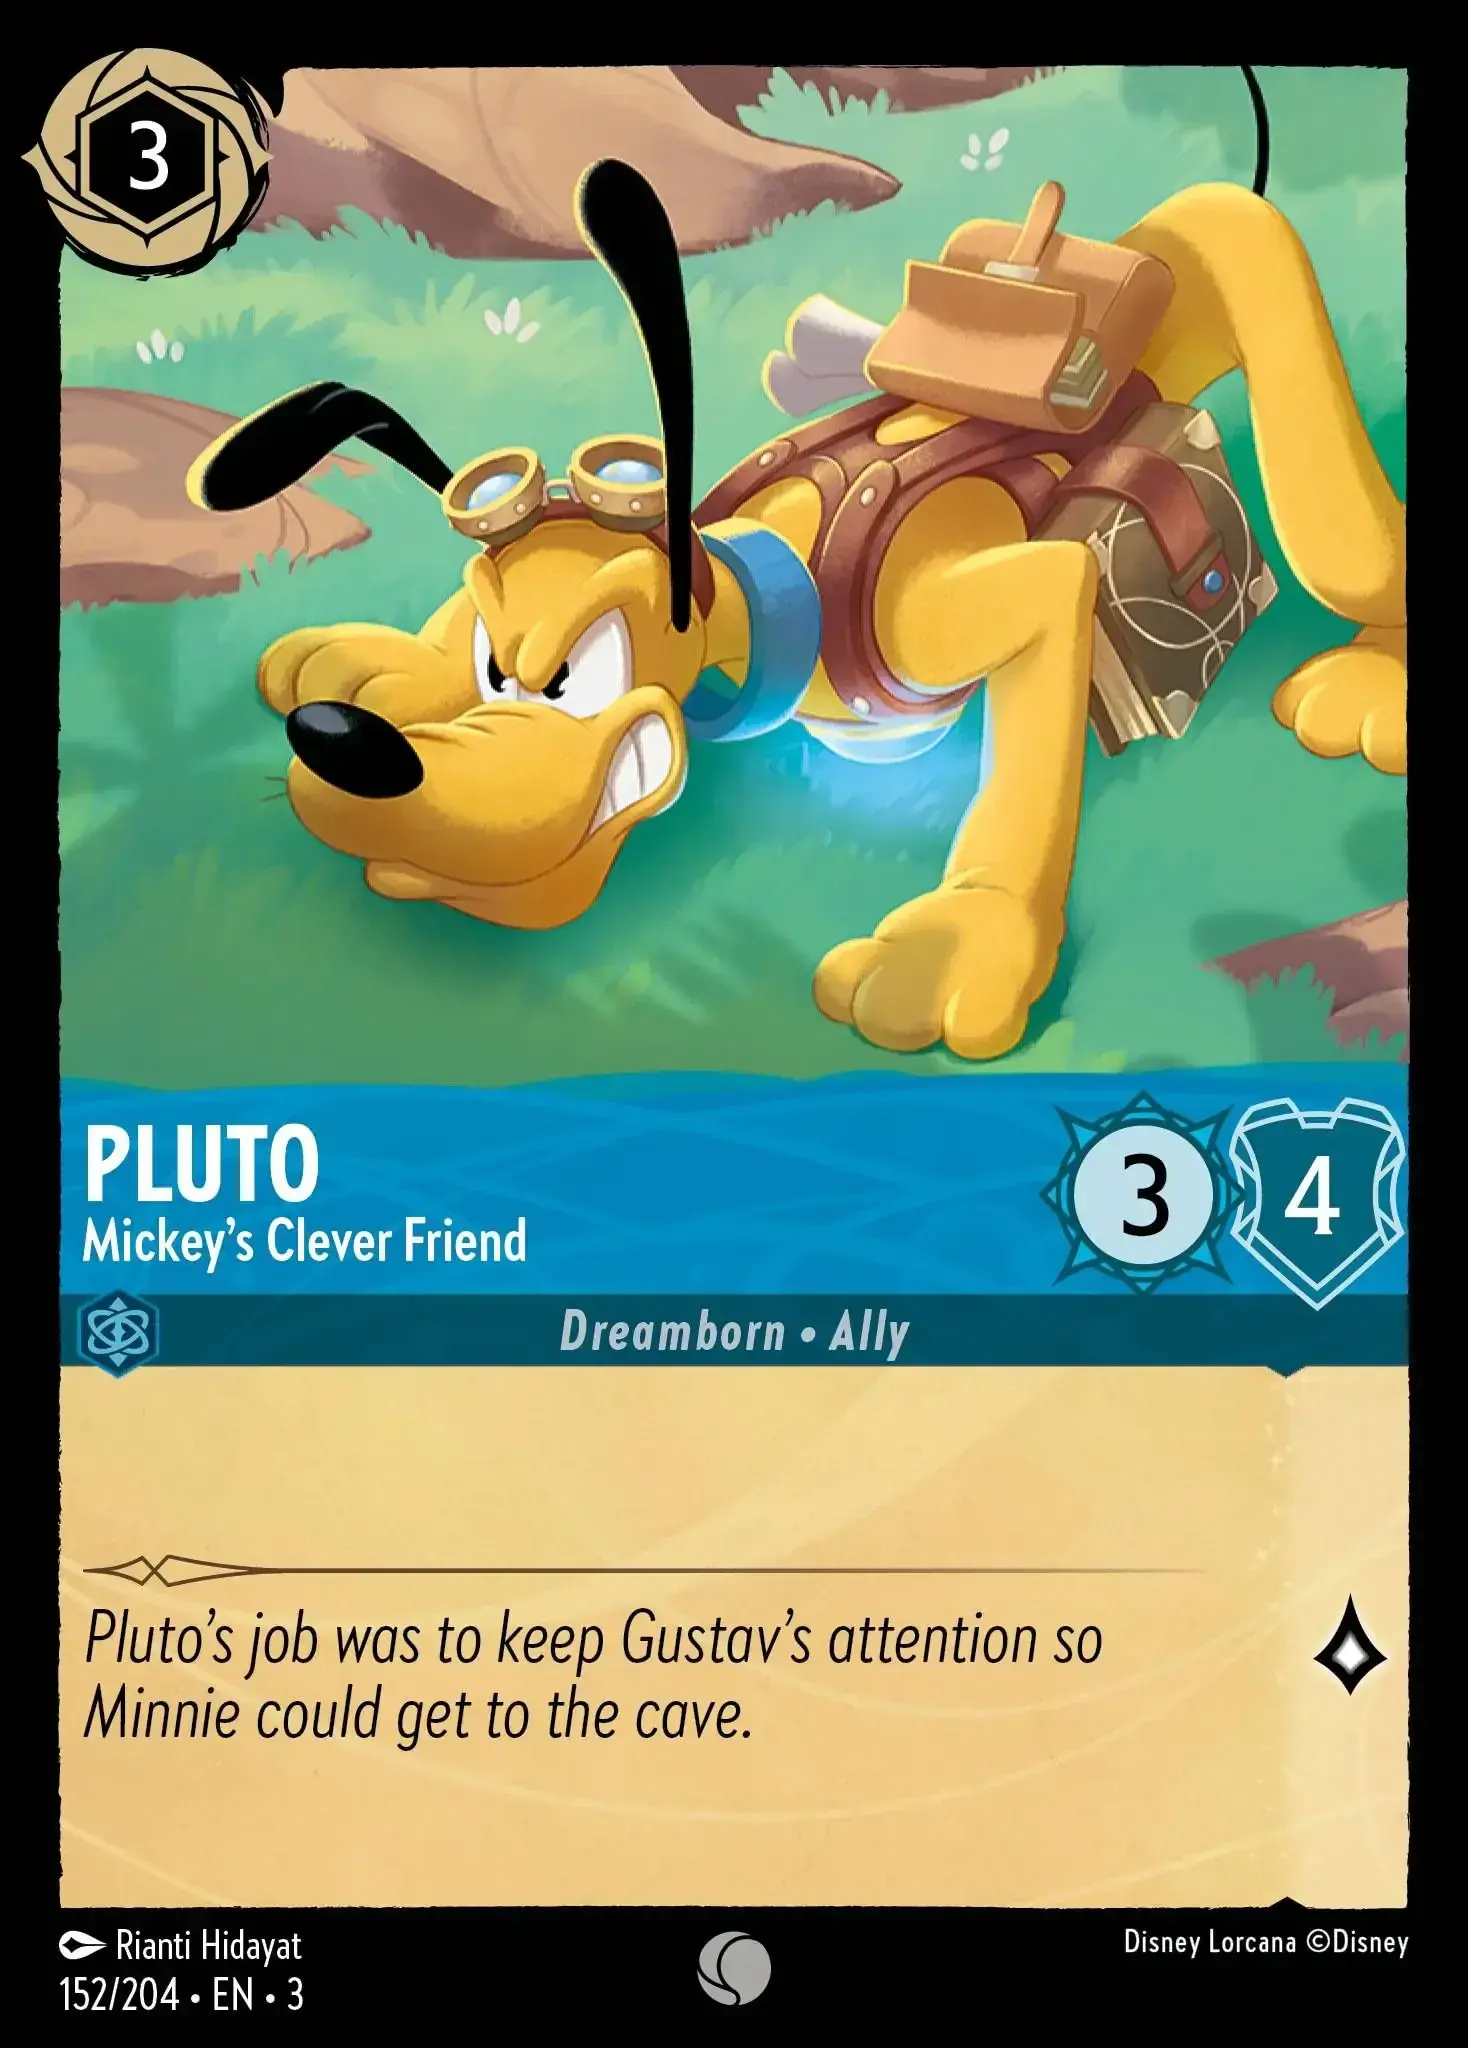 3
PLUTO
Mickey’s Clever Friend
3
4
Dreamborn • Ally
Pluto’s job was to keep Gustav’s attention so
Minnie could get to the cave.
Rianti Hidayat
152/204 • EN • 3
Disney Lorcana ©Disney